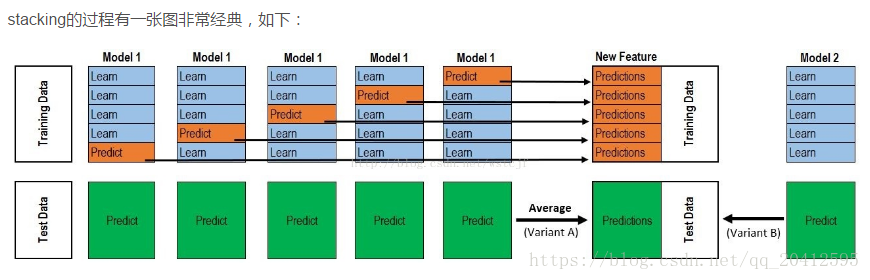 stacking的过程有一张图非常经典，如下：
Model 1 Model 1 Model 1 Model 1 Model 1 New Feature Model 2
Training Data
Learn Learn Learn Learn Predict Predictions Learn
Learn Learn Learn Predict Learn Predictions Learn
Learn Learn Predict Learn Learn Predictions Learn
Learn Predict Learn Learn Learn Predictions Learn
Predict Learn Learn Learn Learn Predictions Learn
Training Data
Test Data
Predict Predict Predict Predict Predict
Average
(Variant A)
Predictions
Test Data
(Variant B)
Predict
https://blog.csdn.net/qq_20412595